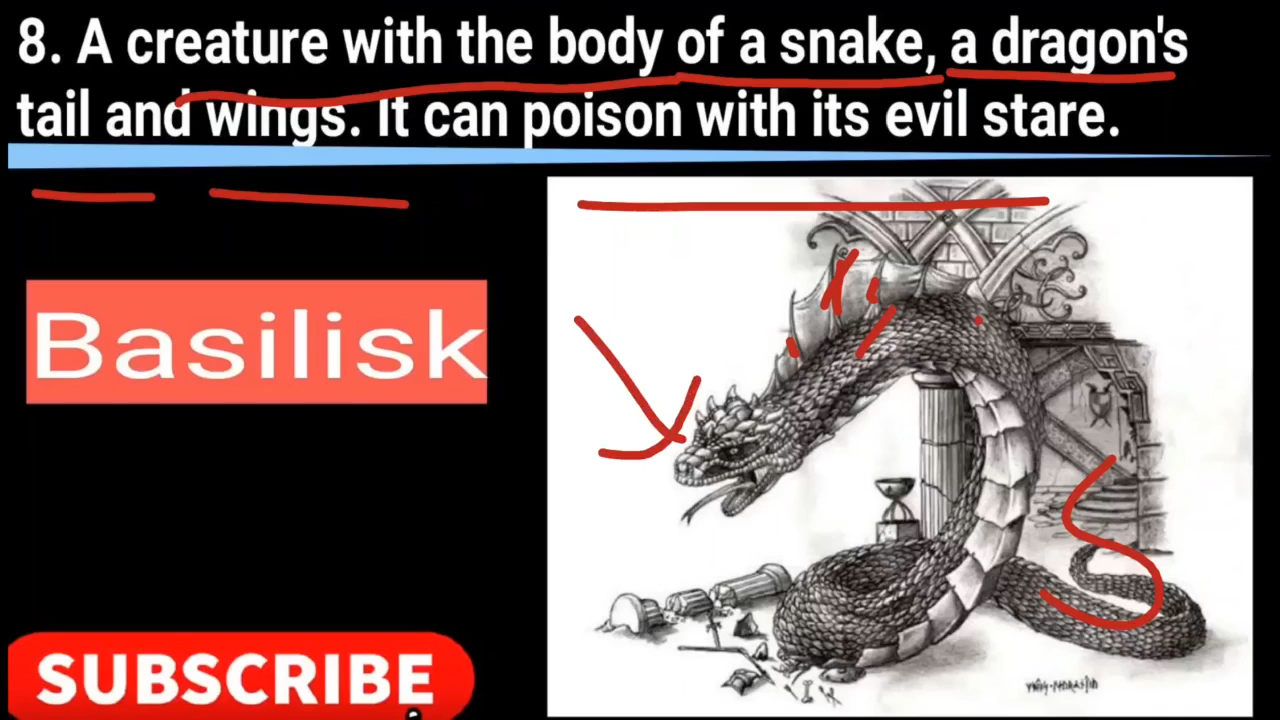 8. A creature with the body of a snake, a dragon's
tail and wings. It can poison with its evil stare.
Basilisk
SUBSCRIBE